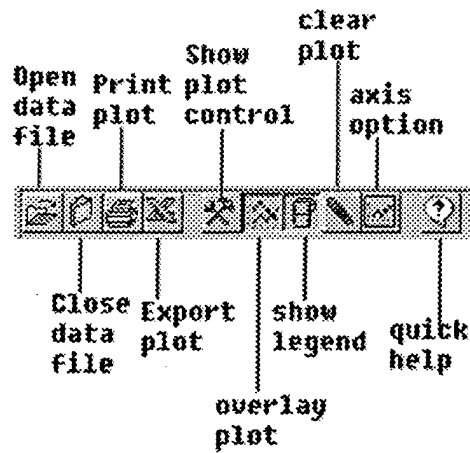 clear
plot
Show
plot
control
Open
data
file
Print
plot
axis
option
Close
data
file
Export
plot
show
legend
quick
help
overlay
plot